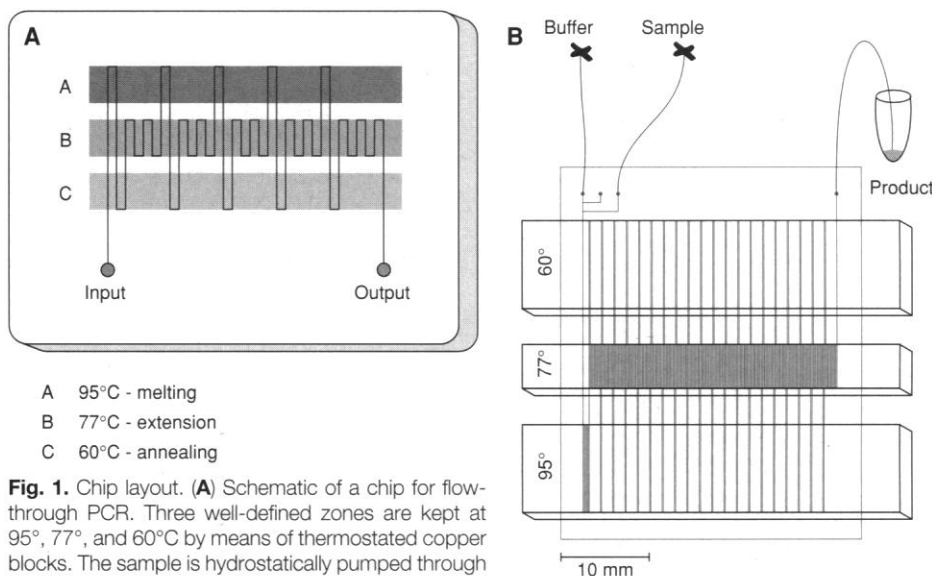 A
A
B
C
Input
Output
A 95°C - melting
B 77°C - extension
C 60°C - annealing
Fig. 1. Chip layout. (A) Schematic of a chip for flow-
through PCR. Three well-defined zones are kept at
95°, 77°, and 60°C by means of thermostated copper
blocks. The sample is hydrostatically pumped through
B
Buffer
Sample
Product
60°
77°
95°
10 mm